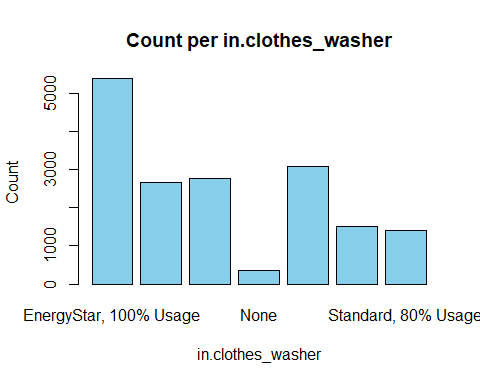 Count per in.clothes_washer
Count
5000
3000
1000
0
EnergyStar, 100% Usage
None
Standard, 80% Usage
in.clothes_washer